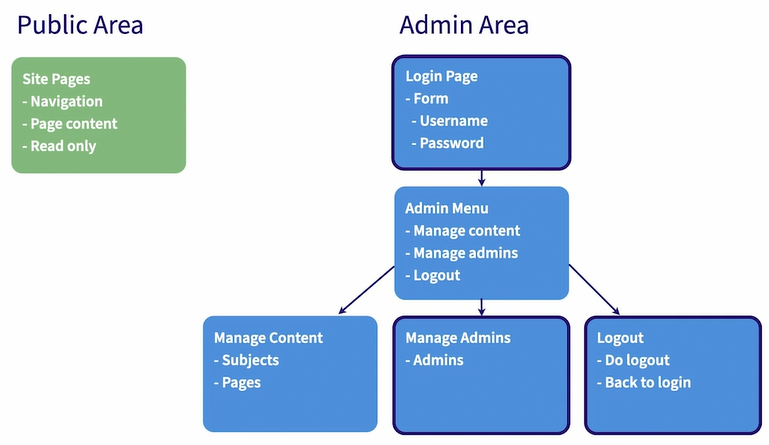 Public Area
Admin Area
Site Pages
- Navigation
- Page content
- Read only
Login Page
- Form
- Username
- Password
Admin Menu
- Manage content
- Manage admins
- Logout
Manage Content
- Subjects
- Pages
Manage Admins
- Admins
Logout
- Do logout
- Back to login